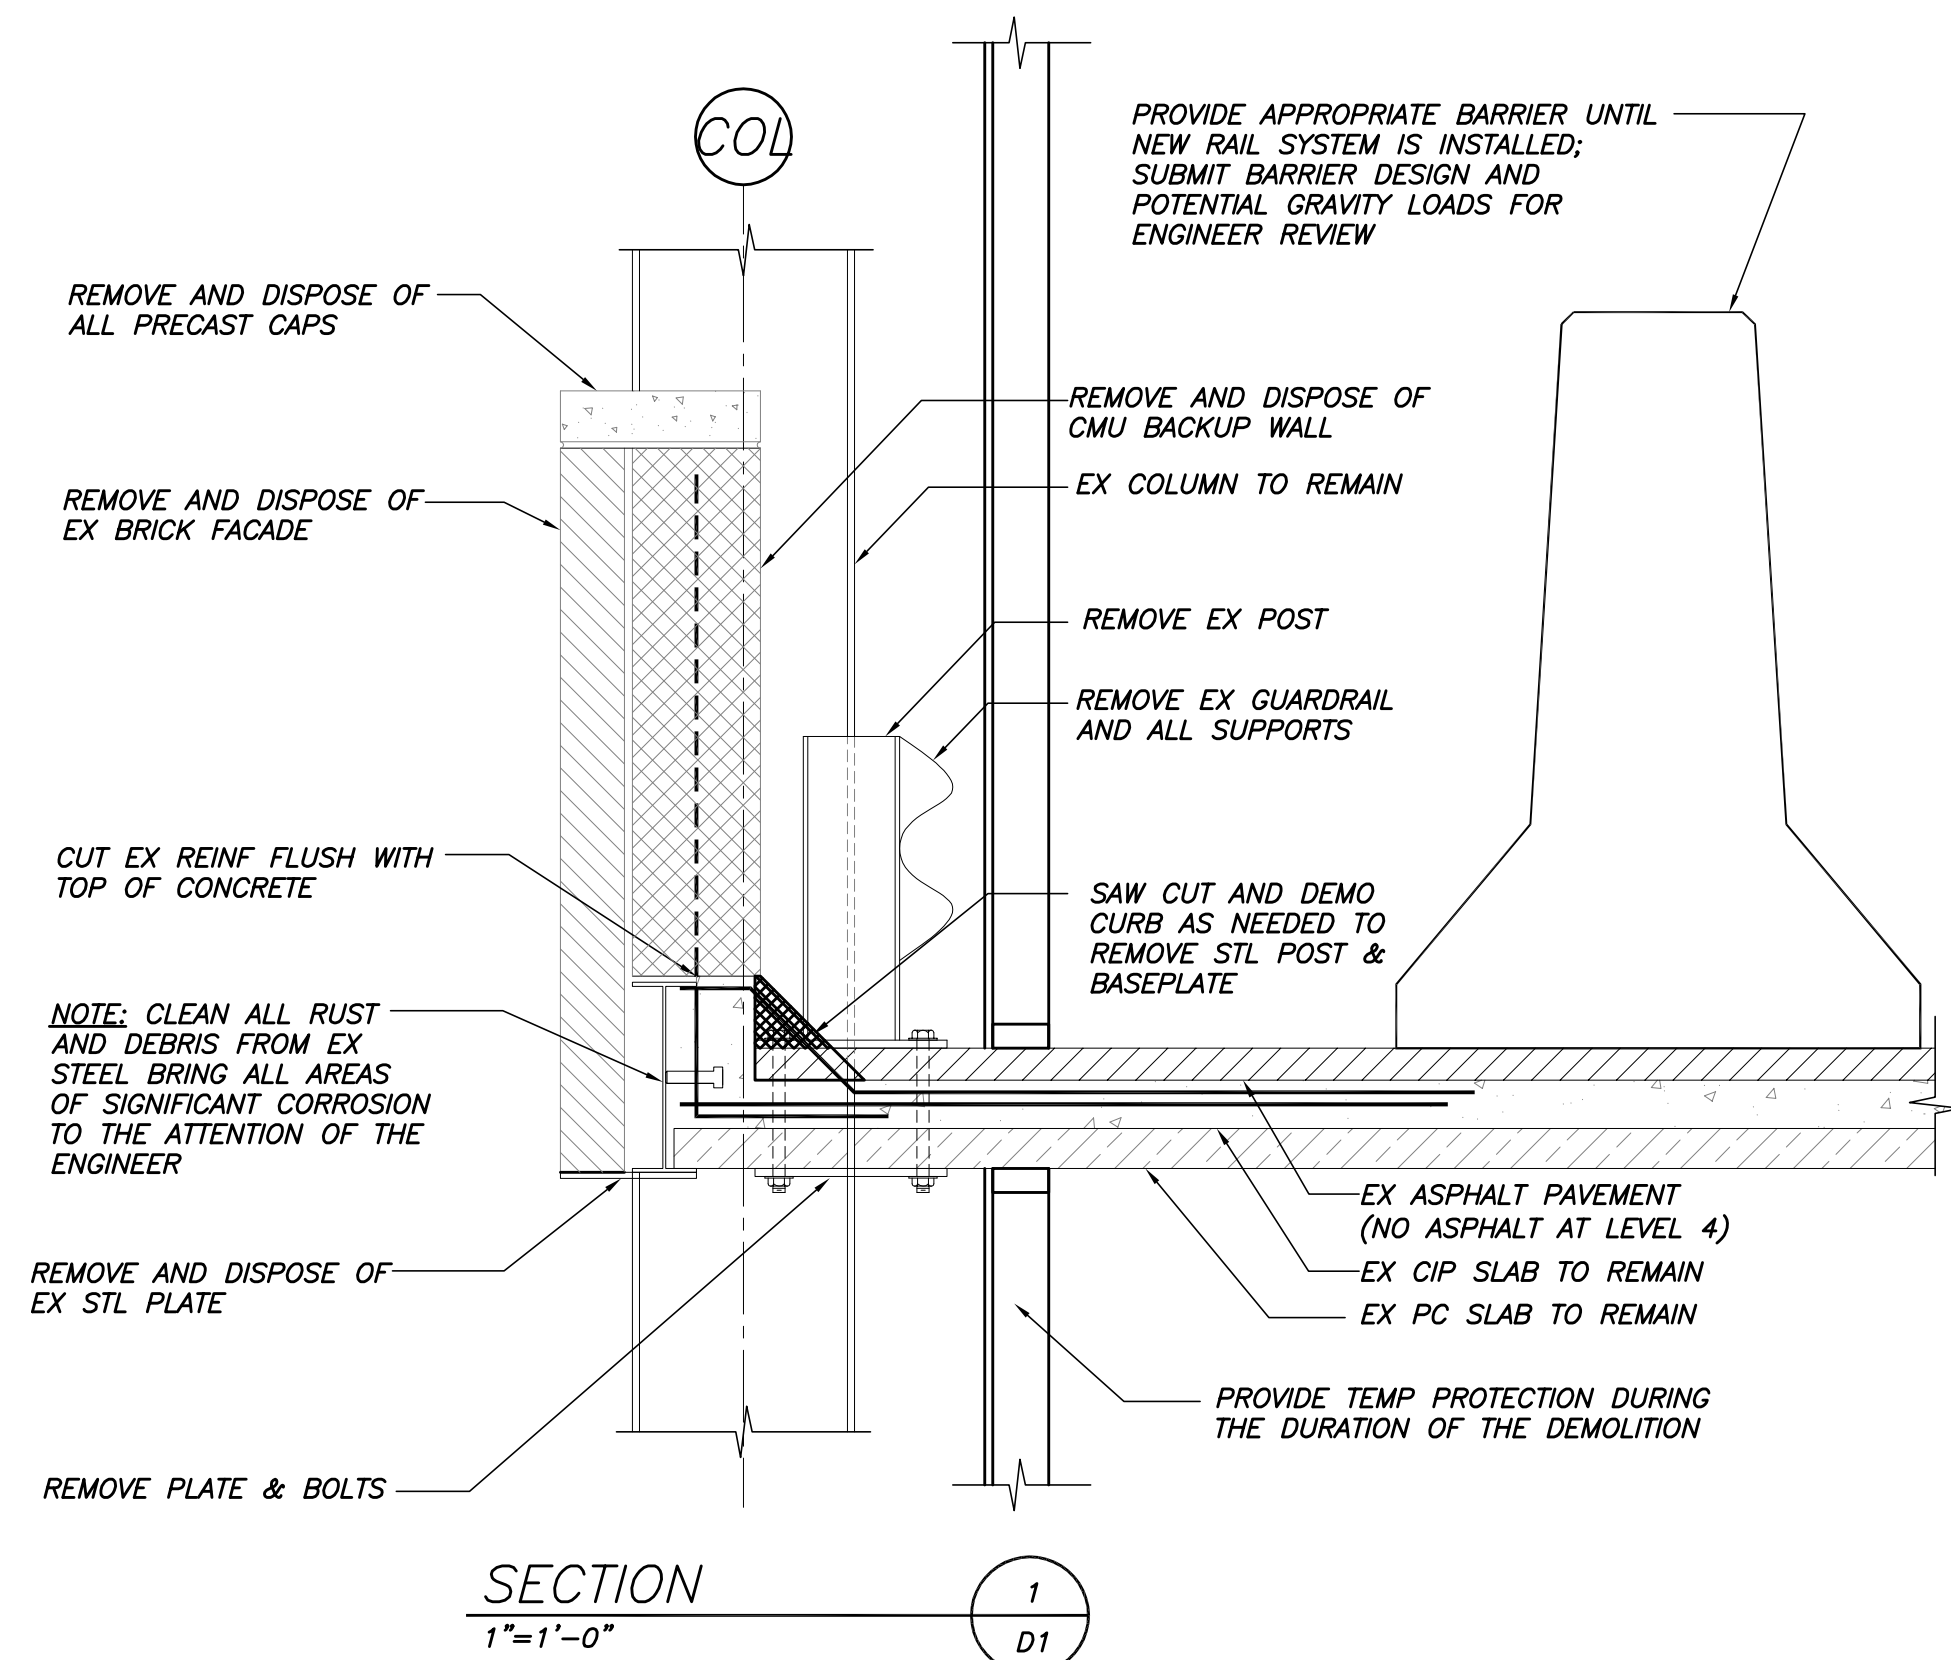 COL
PROVIDE APPROPRIATE BARRIER UNTIL
NEW RAIL SYSTEM IS INSTALLED;
SUBMIT BARRIER DESIGN AND
POTENTIAL GRAVITY LOADS FOR
ENGINEER REVIEW
REMOVE AND DISPOSE OF
ALL PRECAST CAPS
REMOVE AND DISPOSE OF
CMU BACKUP WALL
EX COLUMN TO REMAIN
REMOVE AND DISPOSE OF
EX BRICK FACADE
REMOVE EX POST
REMOVE EX GUARDRAIL
AND ALL SUPPORTS
CUT EX REINF FLUSH WITH
TOP OF CONCRETE
SAW CUT AND DEMO
CURB AS NEEDED TO
REMOVE STL POST &
BASEPLATE
NOTE: CLEAN ALL RUST
AND DEBRIS FROM EX
STEEL BRING ALL AREAS
OF SIGNIFICANT CORROSION
TO THE ATTENTION OF THE
ENGINEER
EX ASPHALT PAVEMENT
(NO ASPHALT AT LEVEL 4)
EX CIP SLAB TO REMAIN
EX PC SLAB TO REMAIN
REMOVE AND DISPOSE OF
EX STL PLATE
PROVIDE TEMP PROTECTION DURING
THE DURATION OF THE DEMOLITION
REMOVE PLATE & BOLTS
SECTION
1"=1'-0"
1
D1